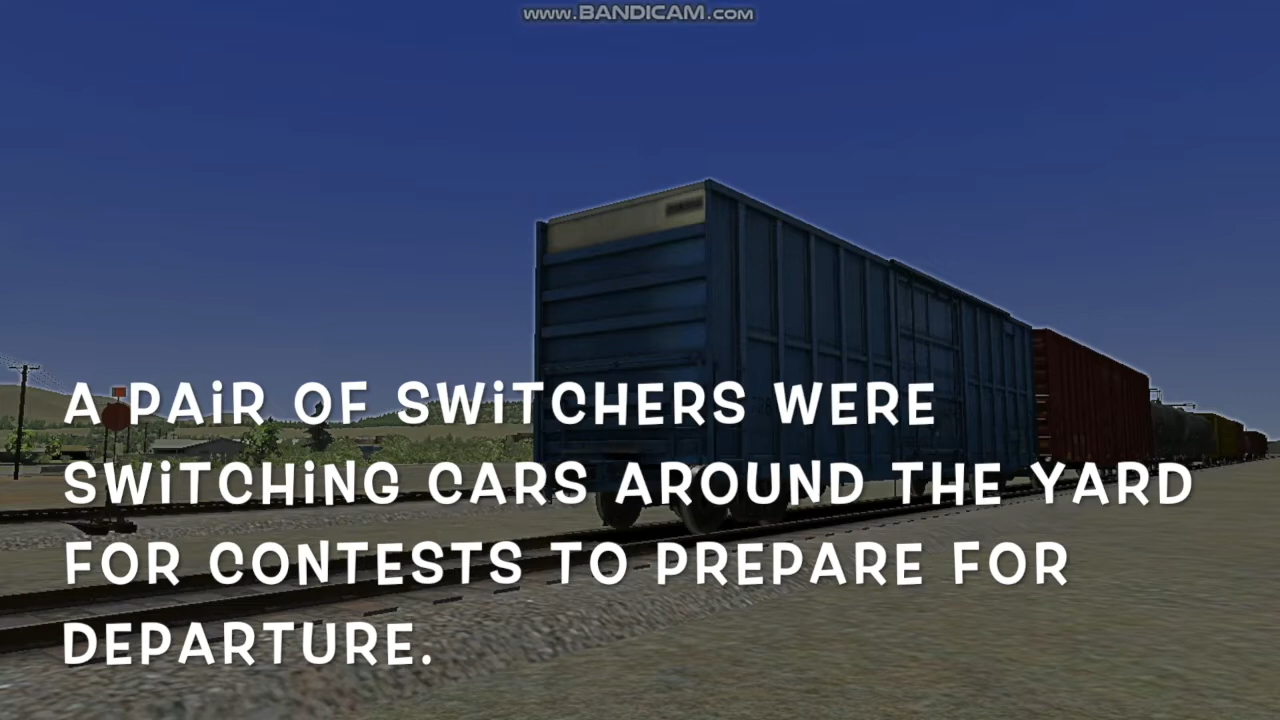 www.BANDICAM.com
A PAiR OF SWiTCHERS WERE
SWiTCHiNG CARS AROUND THE YARD
FOR CONTESTS TO PREPARE FOR
DEPARTURE.